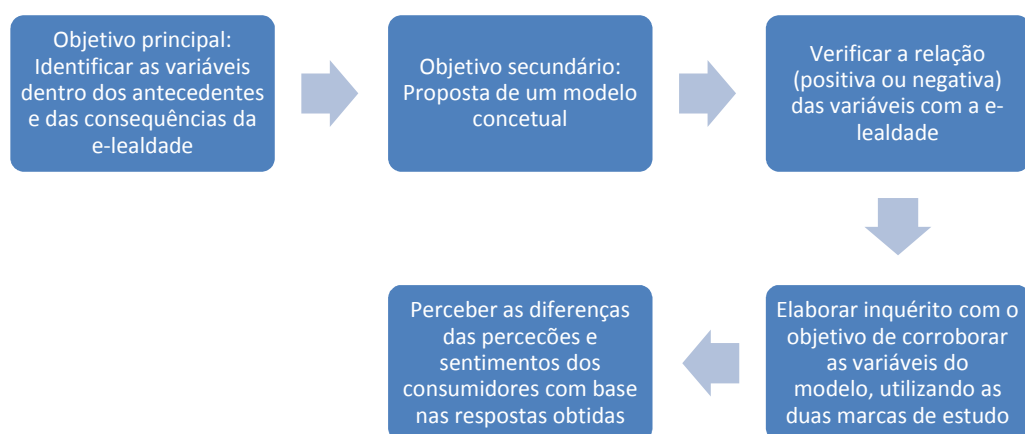 Objetivo principal:
Identificar as variáveis
dentro dos antecedentes
e das consequências da
e-lealdade
Objetivo secundário:
Proposta de um modelo
concetual
Verificar a relação
(positiva ou negativa)
das variáveis com a e-
lealdade
Elaborar inquérito com o
objetivo de corroborar
as variáveis do
modelo, utilizando as
duas marcas de estudo
Perceber as diferenças
das percecões e
sentimentos dos
consumidores com base
nas respostas obtidas